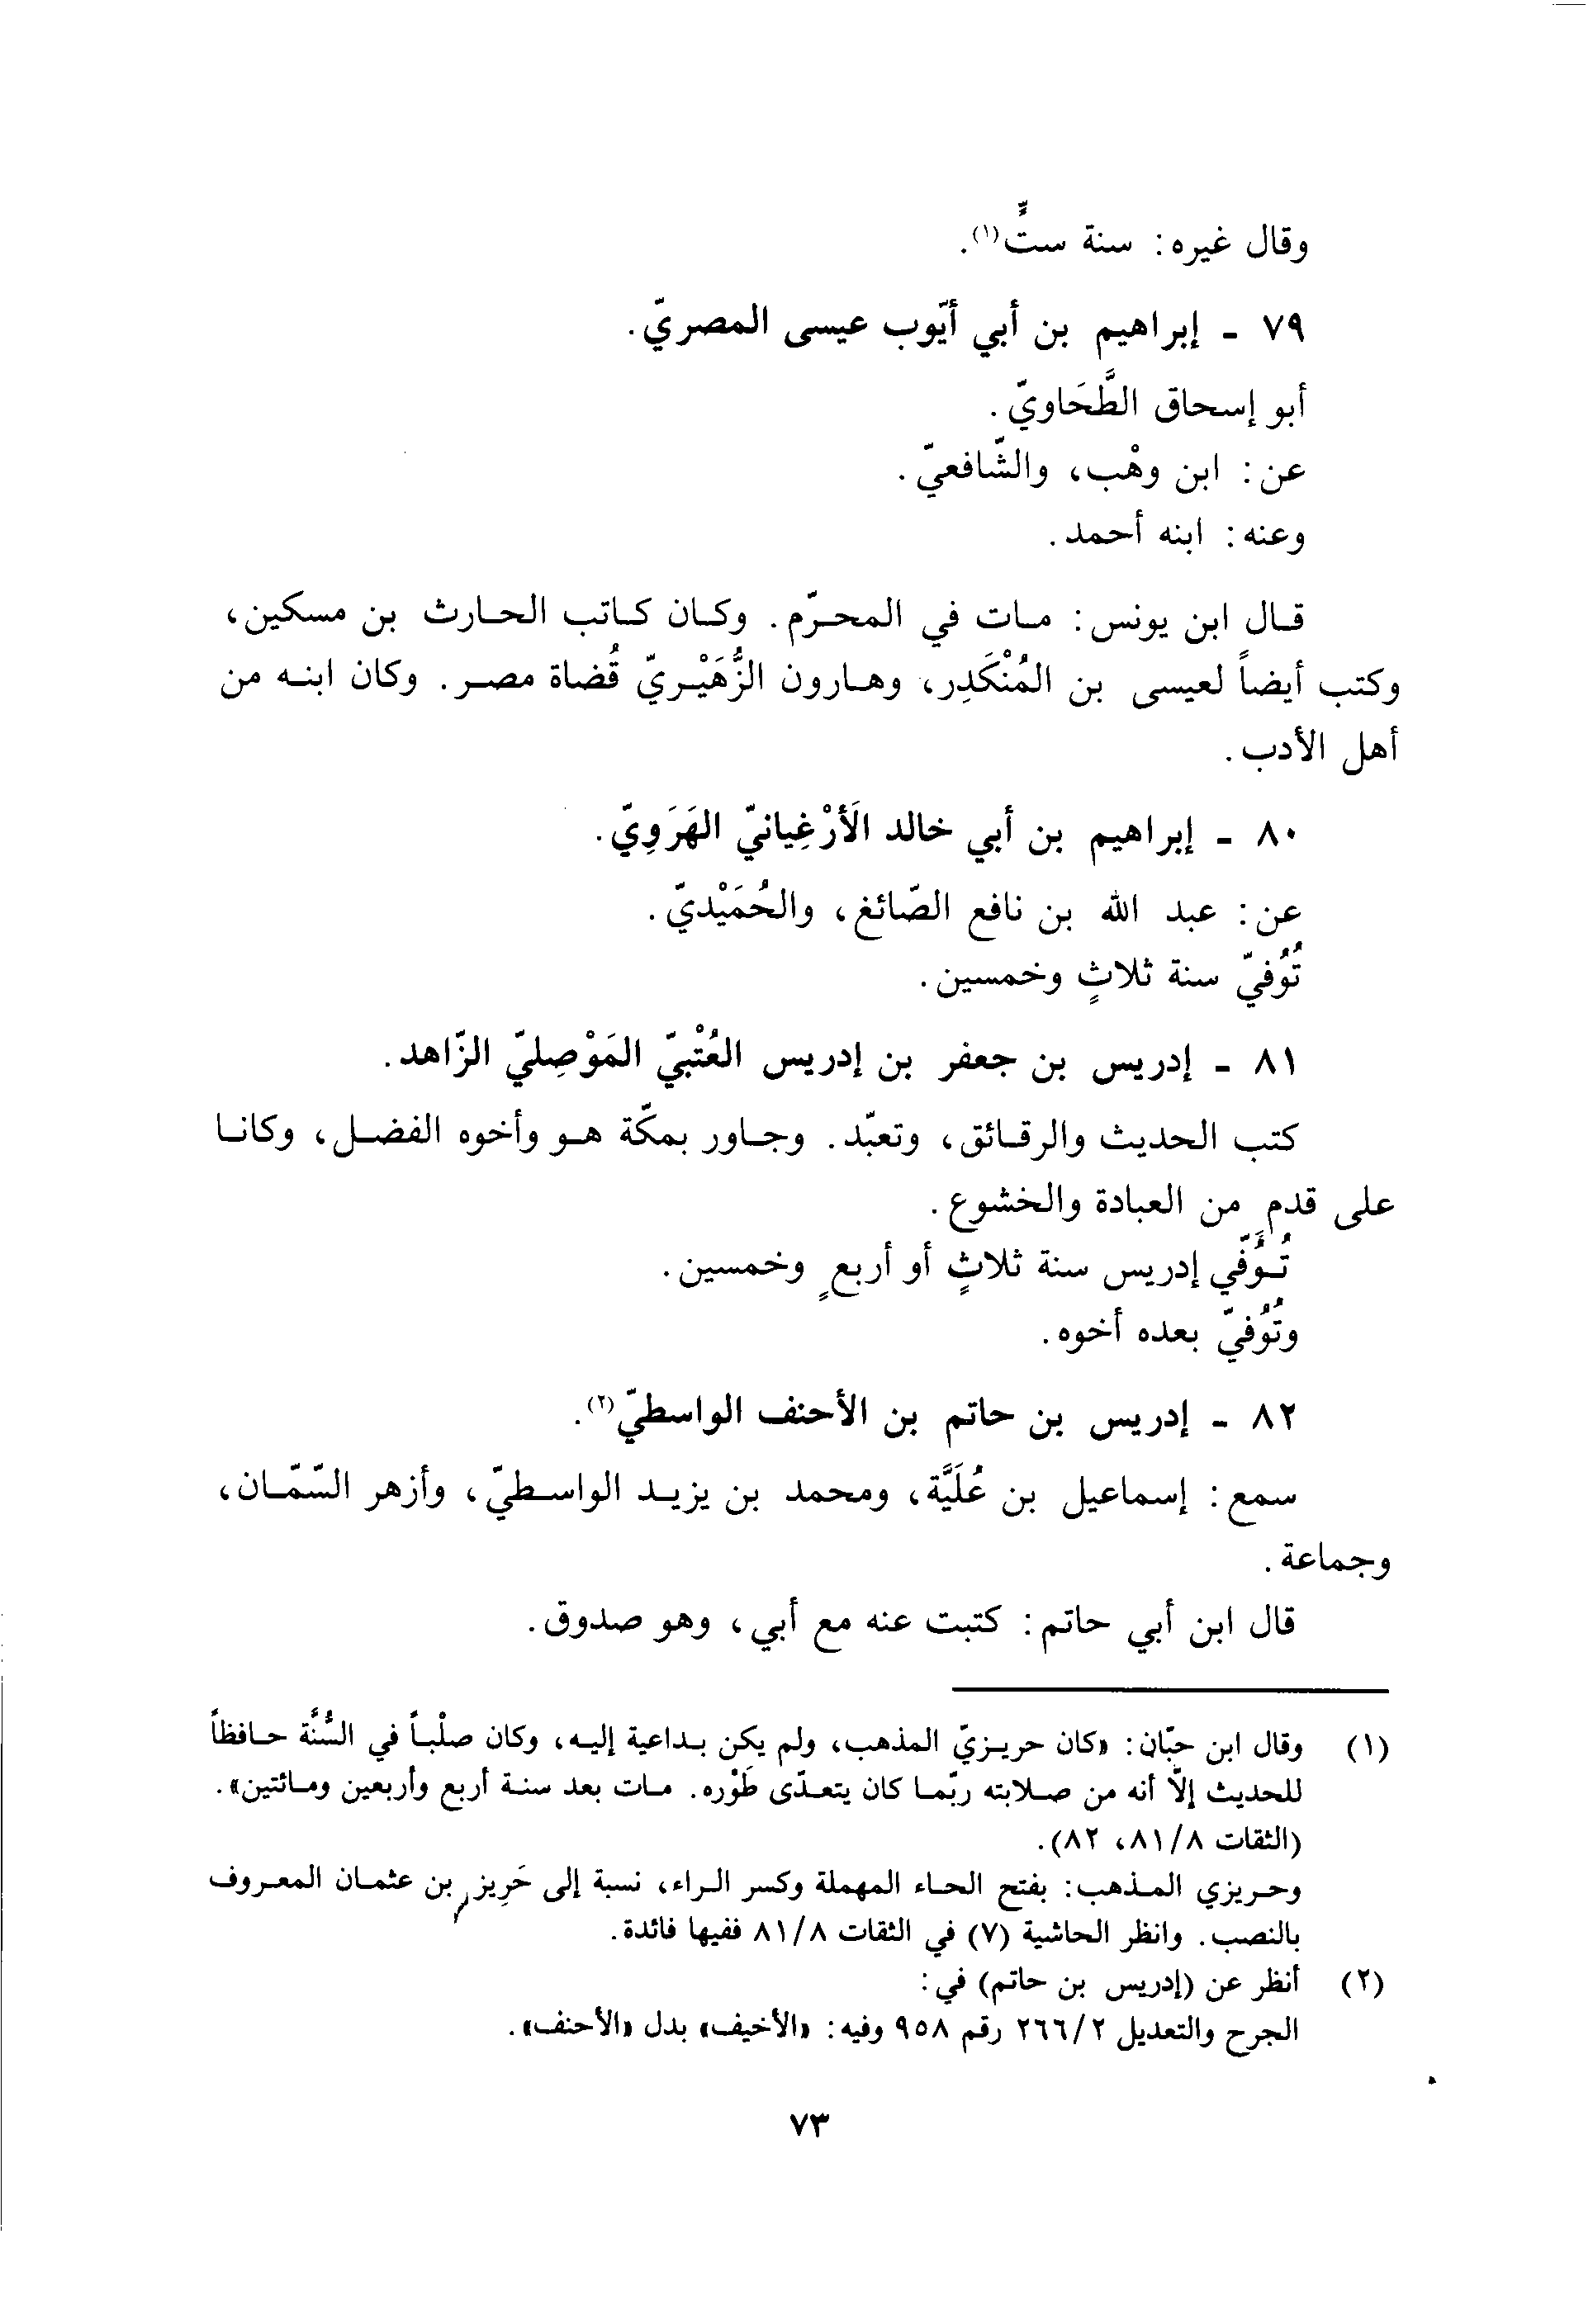 وقال غيره: سنة ستٍّ(١).
٧٩ - إبراهيم بن أبي أيّوب عيسى المصريّ.
أبو إسحاق الطَّحَاويّ.
عن: ابن وهْب، والشّافعيّ.
وعنه: ابنه أحمد.
قال ابن يونس: مات في المحرّم. وكان كاتب الحارث بن مسكين،
وكتب أيضاً لعيسى بن المُنْكَدِر، وهارون الزُّهَيْريّ قُضاة مصر. وكان ابنه من
أهل الأدب.
٨٠ - إبراهيم بن أبي خالد الَأرْغِيانيّ الهَرَوِيّ.
عن: عبد الله بن نافع الصّائغ، والحُمَيْديّ.
تُوُفيّ سنة ثلاثٍ وخمسين.
٨١ - إدريس بن جعفر بن إدريس العُتْبيّ المَوْصِليّ الزّاهد.
كتب الحديث والرقائق، وتعبّد. وجاور بمكّة هو وأخوه الفضل، وكانا
على قدمٍ من العبادة والخشوع.
تُوُفّي إدريس سنة ثلاثٍ أو أربعٍ وخمسين.
وتُوُفيّ بعده أخوه.
٨٢ - إدريس بن حاتم بن الأحنف الواسطيّ(٢).
سمع: إسماعيل بن عُلَيَّة، ومحمد بن يزيد الواسطيّ، وأزهر السّمّان،
وجماعة.
قال ابن أبي حاتم: كتبت عنه مع أبي، وهو صدوق.
(١) وقال ابن حبّان: «كان حريزيّ المذهب، ولم يكن بداعية إليه، وكان صلْباً في السُّنَّة حافظاً
للحديث إلّا أنه من صلابته ربّما كان يتعدّى طَوْره. مات بعد سنة أربع وأربعين ومائتين».
(الثقات ٨/٨١، ٨٢).
وحريزي المذهب: بفتح الحاء المهملة وكسر الراء، نسبة إلى حَرِيز بن عثمان المعروف
بالنصب. وانظر الحاشية (٧) في الثقات ٨/٨١ ففيها فائدة.
(٢) أنظر عن (إدريس بن حاتم) في:
الجرح والتعديل ٢/٢٦٦ رقم ٩٥٨ وفيه: «الأخيف» بدل «الأحنف».
٧٣